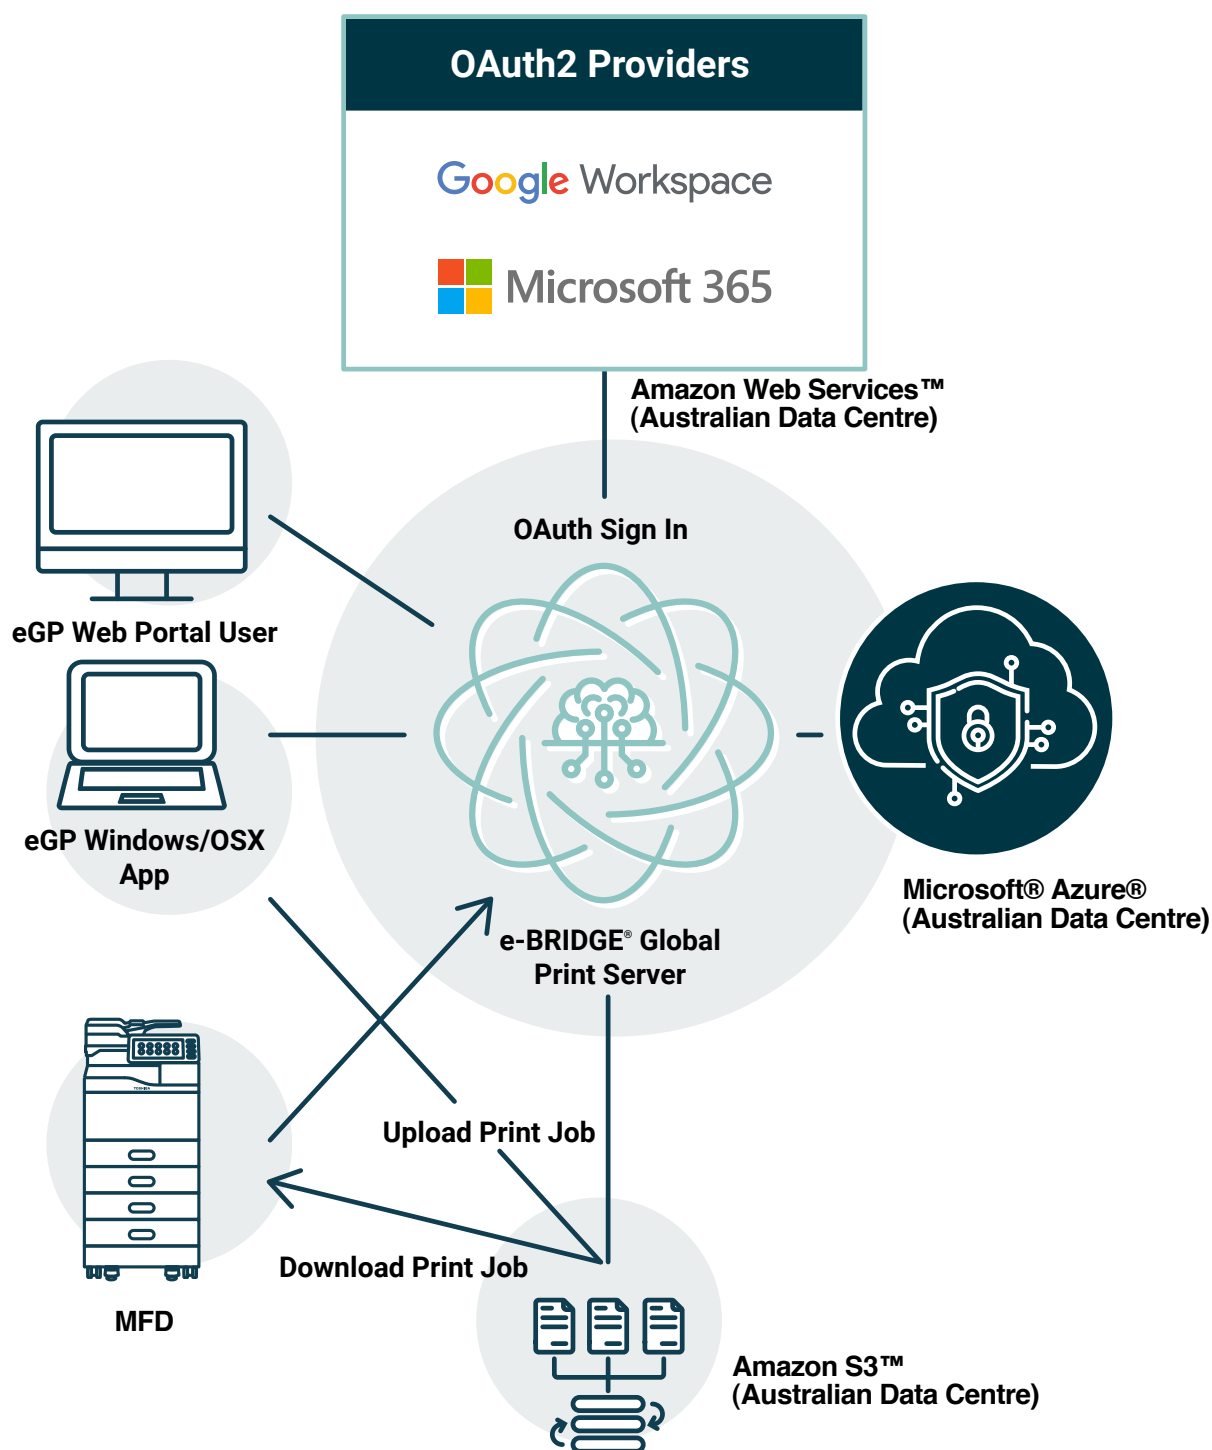 OAuth2 Providers
Google Workspace
Microsoft 365
Amazon Web Services™
(Australian Data Centre)
OAuth Sign In
eGP Web Portal User
eGP Windows/OSX
App
Microsoft® Azure®
(Australian Data Centre)
e-BRIDGE® Global
Print Server
TOSHIBA
Upload Print Job
Download Print Job
MFD
Amazon S3™
(Australian Data Centre)